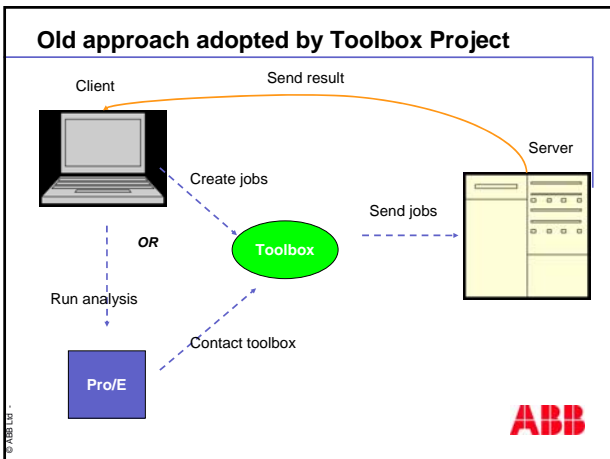 Old approach adopted by Toolbox Project
Send result
Client
Server
Create jobs
Send jobs
OR
Toolbox
Run analysis
Contact toolbox
Pro/E
ABB
© ABB Ltd -